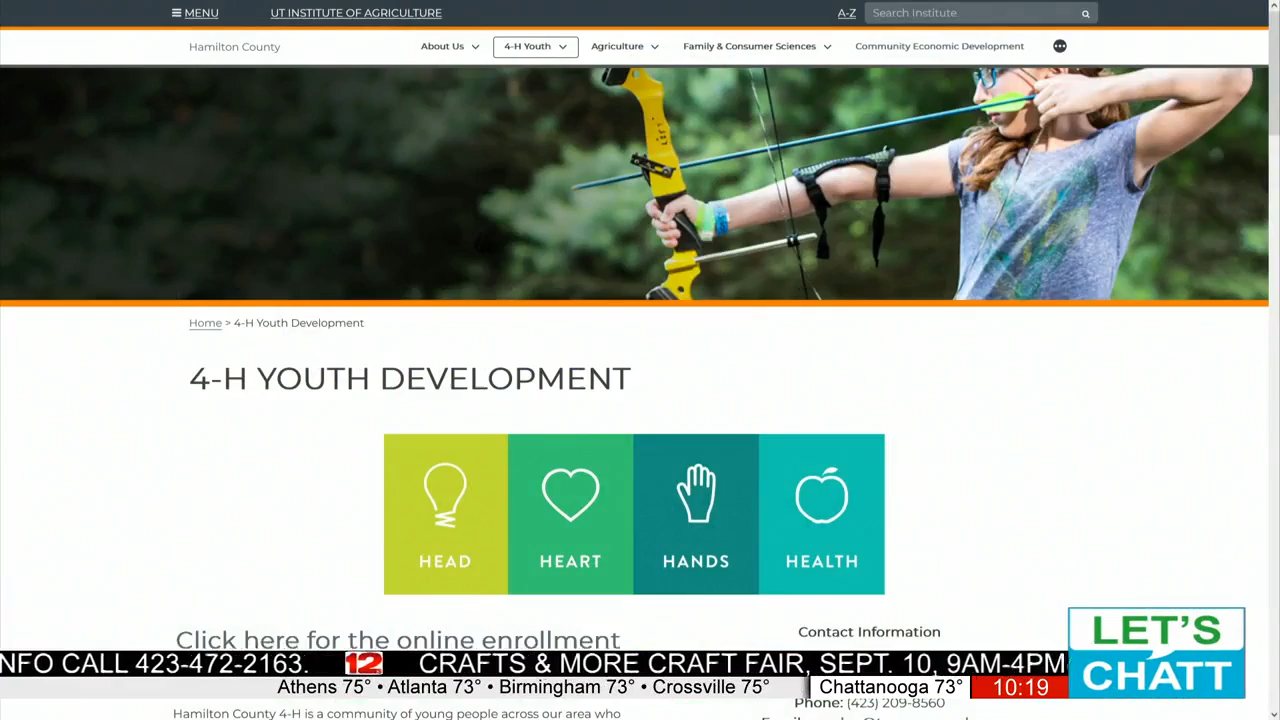 MENU
UT INSTITUTE OF AGRICULTURE
A-Z
Search Institute
Hamilton County
About Us
4-H Youth
Agriculture
Family & Consumer Sciences
Community Economic Development
Home > 4-H Youth Development
4-H YOUTH DEVELOPMENT
HEAD
HEART
HANDS
HEALTH
Click here for the online enrollment
Contact Information
LET'S
CHATT
NFO CALL 423-472-2163. 12 CRAFTS & MORE CRAFT FAIR, SEPT. 10, 9AM-4PM
Athens 75° • Atlanta 73° • Birmingham 73° • Crossville 75°
Chattanooga 73°
10:19
Phone: (423) 209-8560
Hamilton County 4-H is a community of young people across our area who